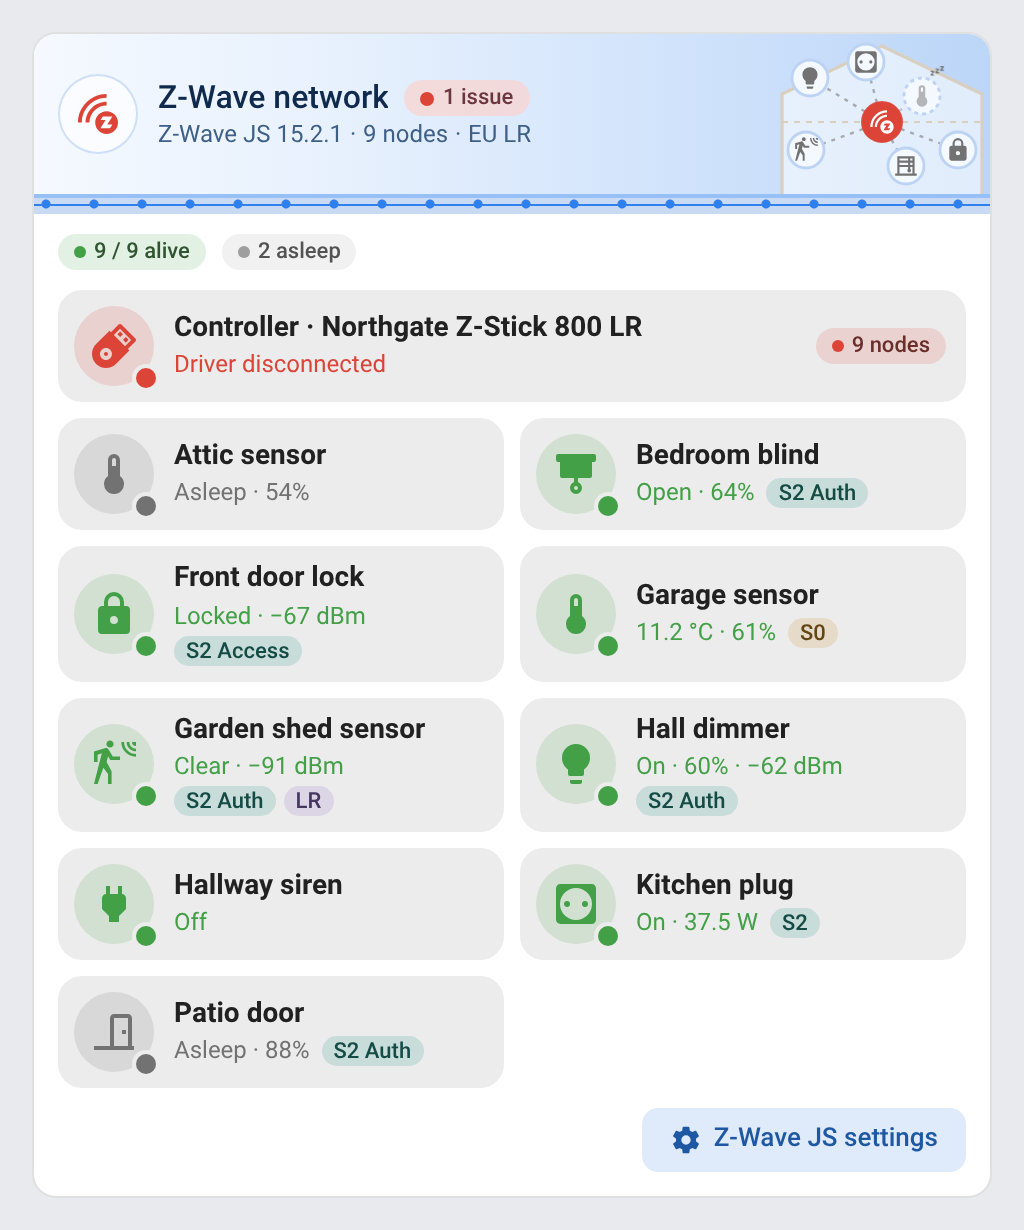 Z-Wave network
1 issue
Z-Wave JS 15.2.1 · 9 nodes · EU LR
zzz
9 / 9 alive
2 asleep
Controller · Northgate Z-Stick 800 LR
Driver disconnected
9 nodes
Attic sensor
Asleep · 54%
Bedroom blind
Open · 64% S2 Auth
Front door lock
Locked · −67 dBm
S2 Access
Garage sensor
11.2 °C · 61% S0
Garden shed sensor
Clear · −91 dBm
S2 Auth LR
Hall dimmer
On · 60% · −62 dBm
S2 Auth
Hallway siren
Off
Kitchen plug
On · 37.5 W S2
Patio door
Asleep · 88% S2 Auth
Z-Wave JS settings